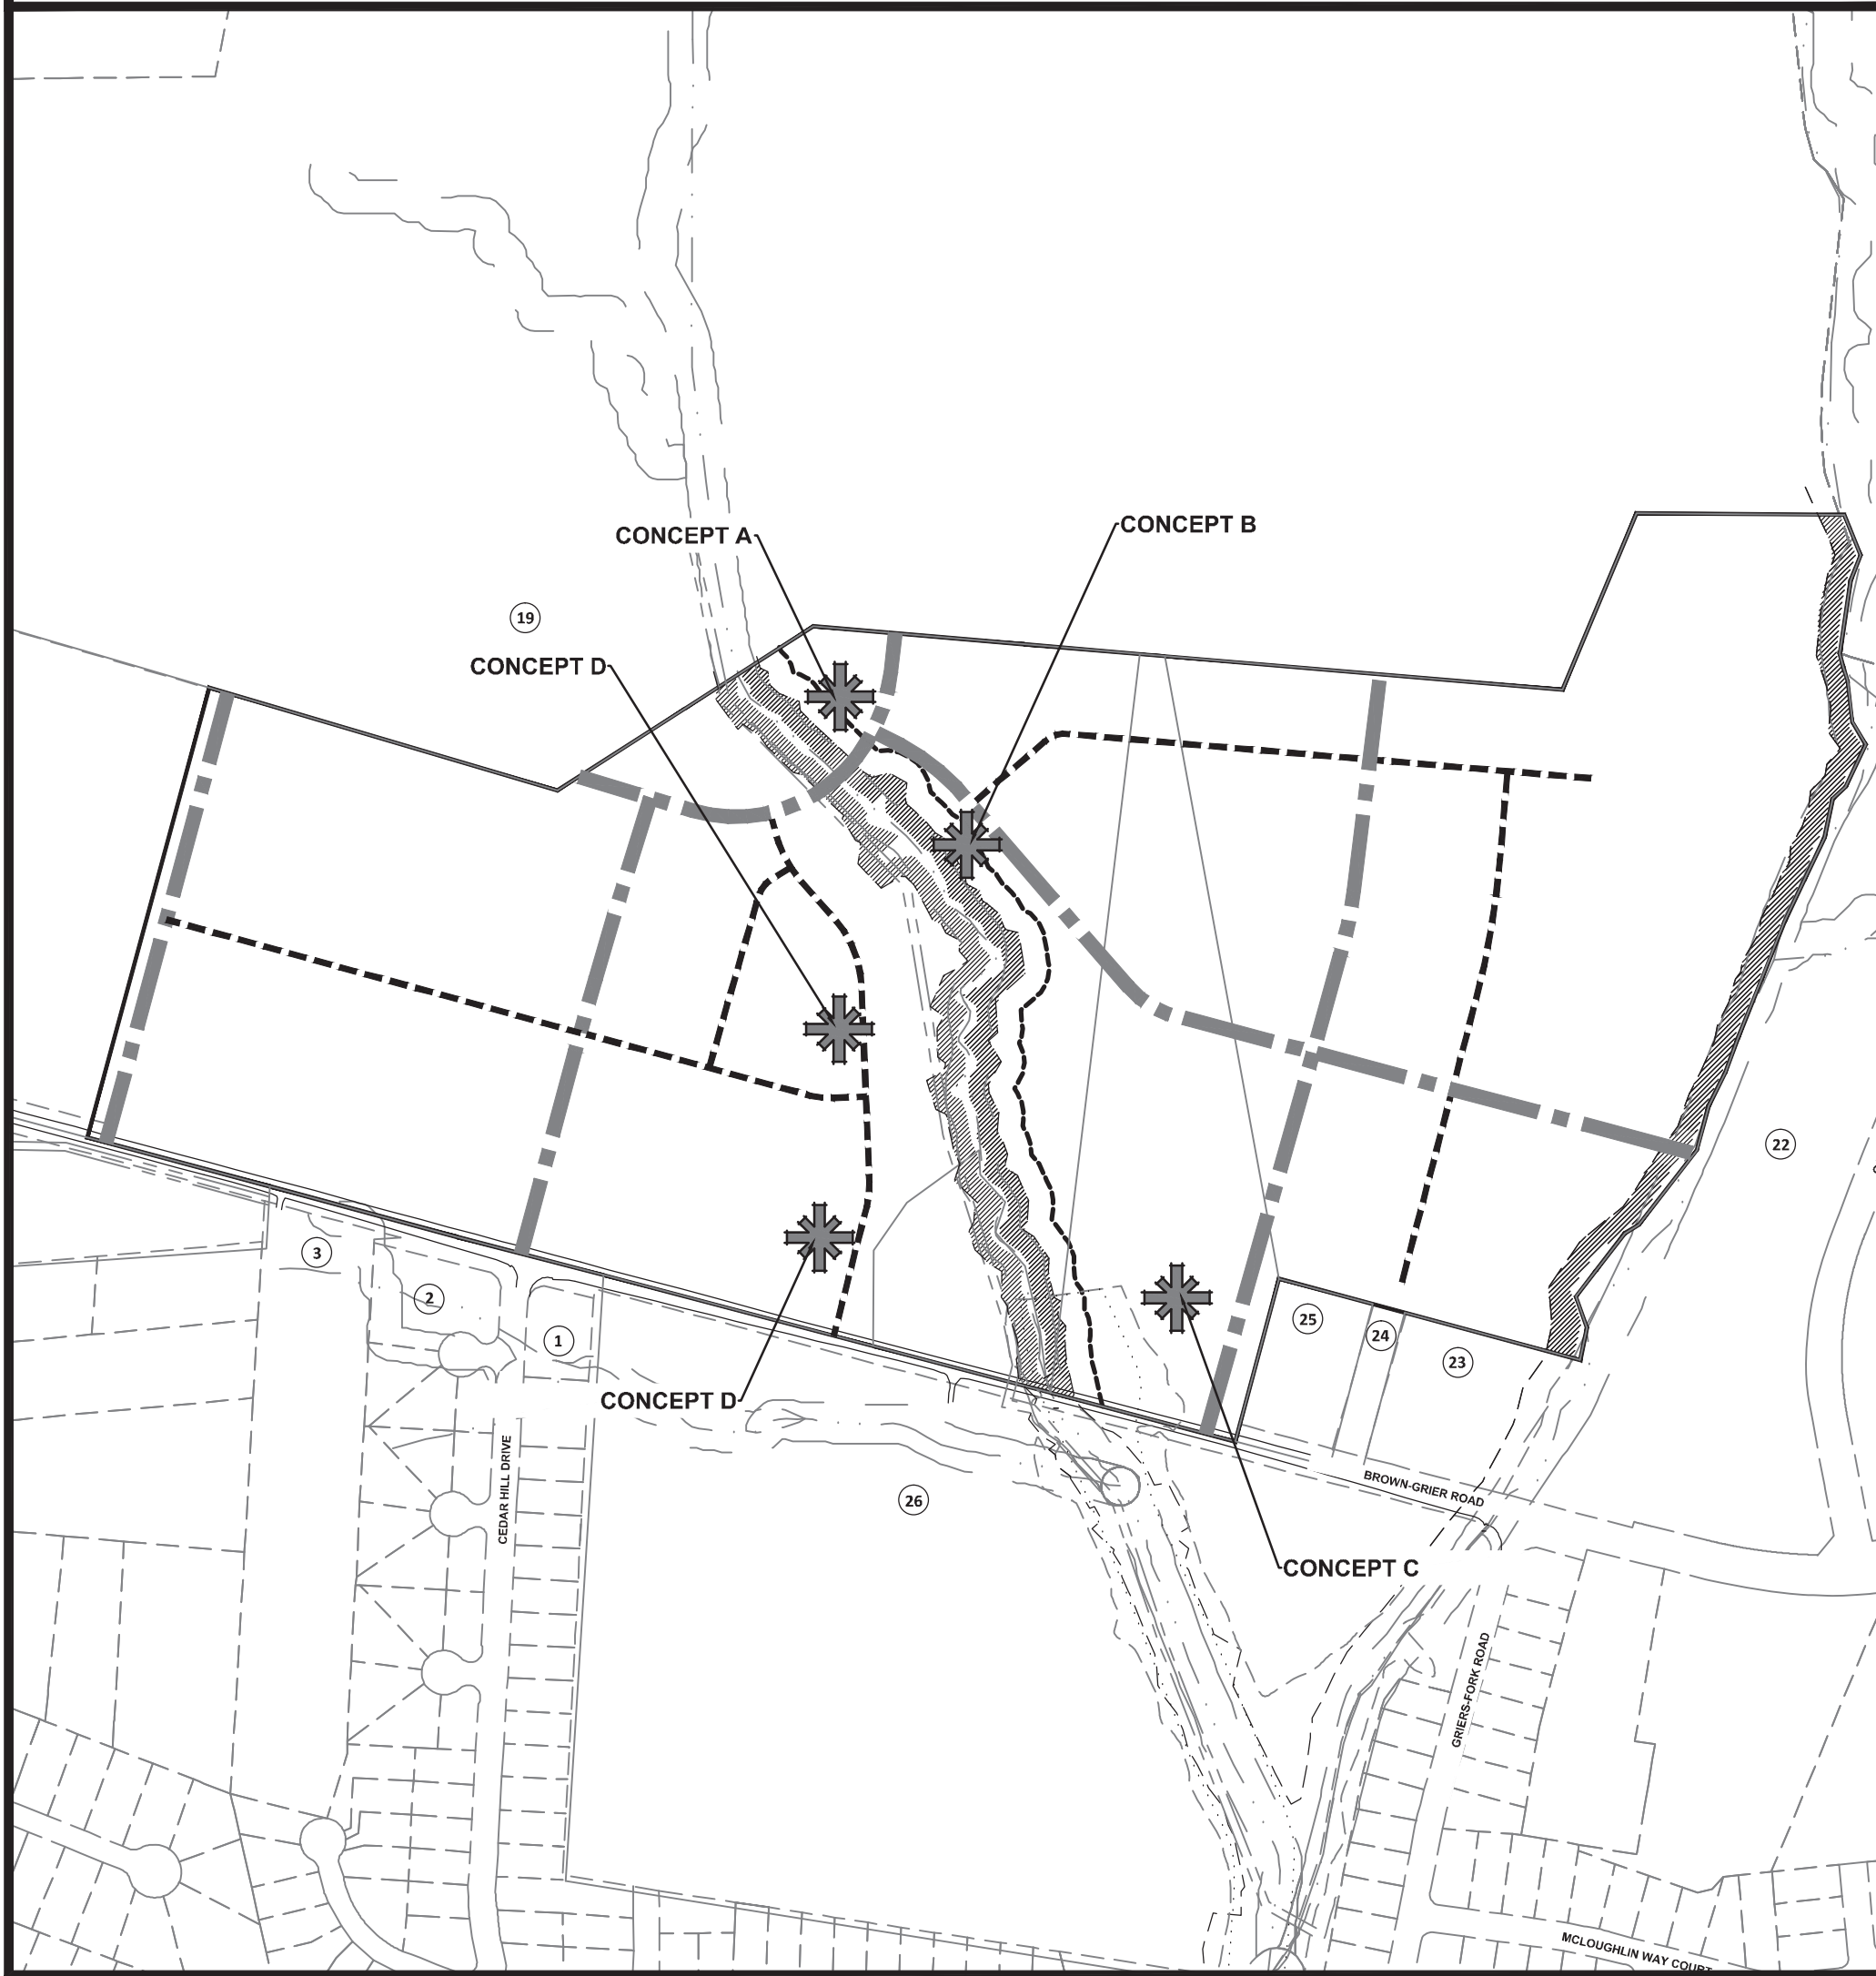 CONCEPT B
CONCEPT A
19
CONCEPT D
22
3
2
25
1
24
23
CONCEPT D
CEDAR HILL DRIVE
26
BROWN-GRIER ROAD
CONCEPT C
GRIERS-FORK ROAD
MCLOUGHLIN WAY COURT